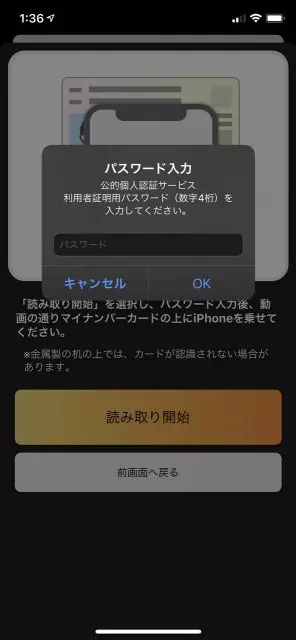 1:36
パスワード入力
公的個人認証サービス
利用者証明用パスワード（数字4桁）を
入力してください。
パスワード
キャンセル
OK
「読み取り開始」を選択し、パスワード入力後、動
画の通りマイナンバーカードの上にiPhoneを乗せて
ください。
※金属製の机の上では、カードが認識されない場合が
あります。
読み取り開始
前画面へ戻る